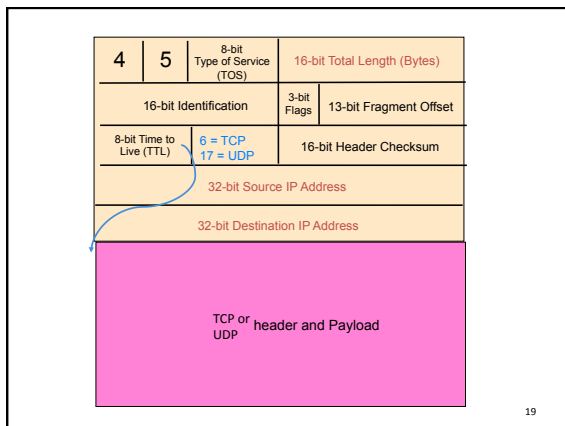 4
5
8-bit
Type of Service
(TOS)
16-bit Total Length (Bytes)
16-bit Identification
3-bit
Flags
13-bit Fragment Offset
8-bit Time to
Live (TTL)
6 = TCP
17 = UDP
16-bit Header Checksum
32-bit Source IP Address
32-bit Destination IP Address
TCP or
UDP
header and Payload
19